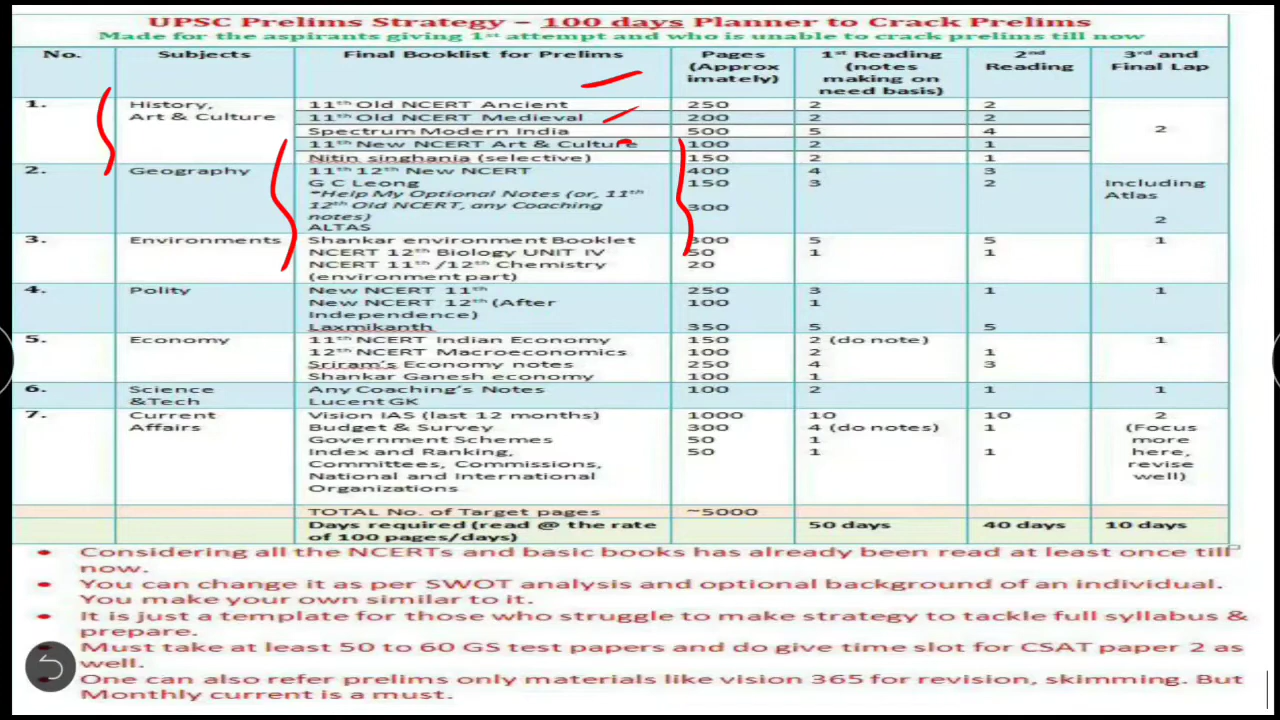 UPSC Prelims Strategy – 100 days Planner to Crack Prelims
Made for the aspirants giving 1st attempt and who is unable to crack prelims till now
No. Subjects Final Booklist for Prelims Pages (Approx imately) 1st Reading (notes making on need basis) 2nd Reading 3rd and Final Lap
1. History, Art & Culture
11th Old NCERT Ancient 250 2 2
11th Old NCERT Medieval 200 2 2
Spectrum Modern India 500 5 4 2
11th New NCERT Art & Culture 100 2 1
Nitin singhania (selective) 150 2 1
2. Geography 11th 12th New NCERT 400 4 3
G C Leong 150 3 2 Including
*Help My Optional Notes (or, 11th Atlas
12th Old NCERT, any Coaching 300
notes) 2
ALTAS
3. Environments Shankar environment Booklet 300 5 5 1
NCERT 12th Biology UNIT IV 50 1 1
NCERT 11th /12th Chemistry 20
(environment part)
4. Polity New NCERT 11th 250 3 1 1
New NCERT 12th (After 100 1
Independence)
Laxmikanth 350 5 5
5. Economy 11th NCERT Indian Economy 150 2 (do note) 1
12th NCERT Macroeconomics 100 2 1
Sriram's Economy notes 250 4 3
Shankar Ganesh economy 100 1
6. Science Any Coaching's Notes 100 2 1 1
&Tech Lucent GK
7. Current Vision IAS (last 12 months) 1000 10 10 2
Affairs Budget & Survey 300 4 (do notes) 1 (Focus
Government Schemes 50 1 more
Index and Ranking, 50 1 1 here,
Committees, Commissions, revise
National and International well)
Organizations
TOTAL No. of Target pages ~5000
Days required (read @ the rate 50 days 40 days 10 days
of 100 pages/days)
• Considering all the NCERTs and basic books has already been read at least once till
now.
• You can change it as per SWOT analysis and optional background of an individual.
You make your own similar to it.
• It is just a template for those who struggle to make strategy to tackle full syllabus &
prepare.
• Must take at least 50 to 60 GS test papers and do give time slot for CSAT paper 2 as
well.
• One can also refer prelims only materials like vision 365 for revision, skimming. But
Monthly current is a must.